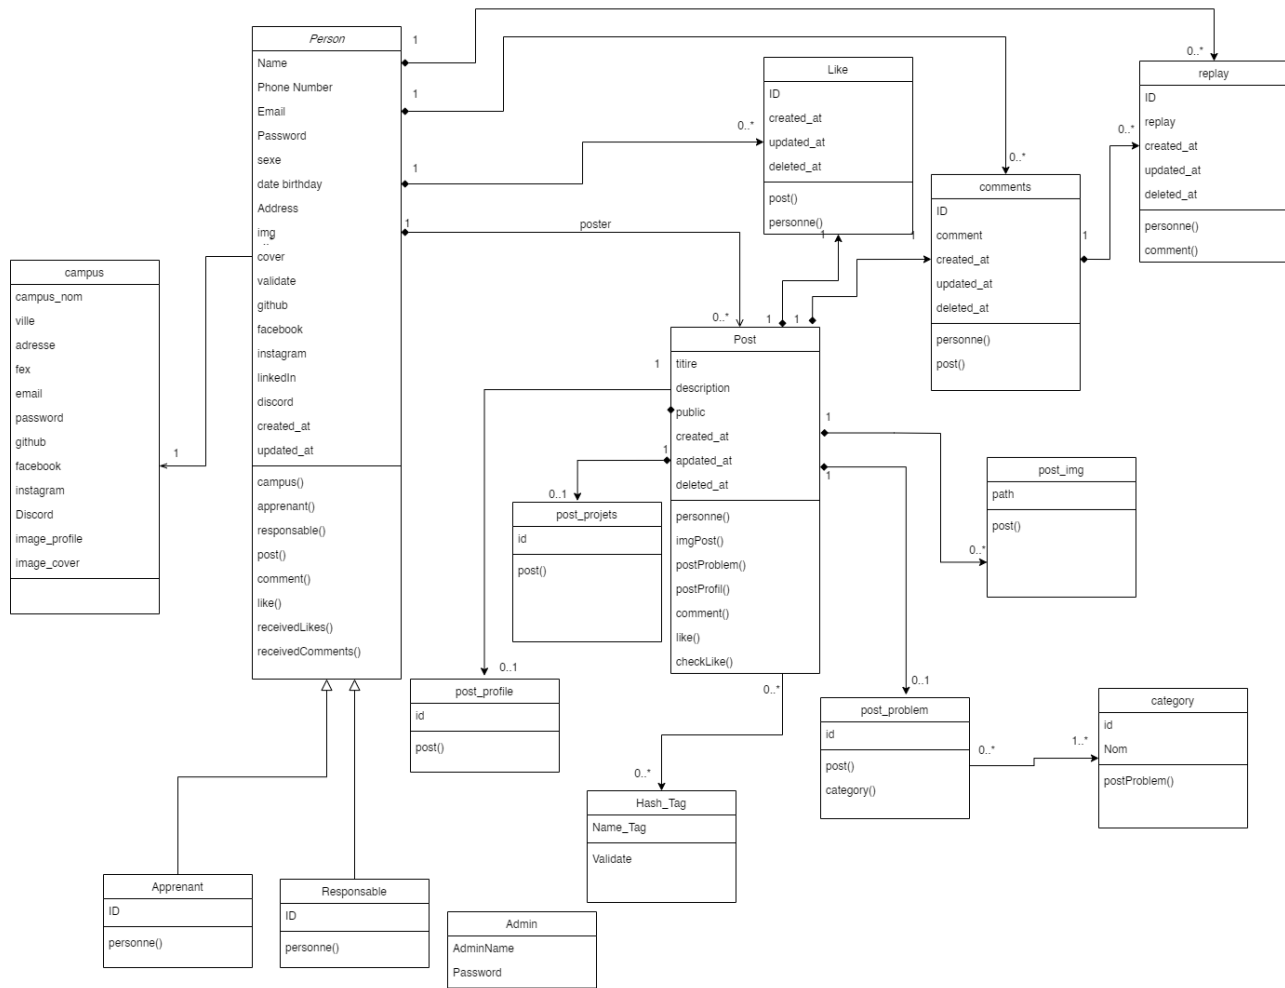 Person
Name
Phone Number
Email
Password
sexe
date birthday
Address
img
cover
validate
github
facebook
instagram
linkedIn
discord
created_at
updated_at
campus()
apprenant()
responsable()
post()
comment()
like()
receivedLikes()
receivedComments()
1
1
1
1
poster
0..*
0..*
0..*
0..*
campus
campus_nom
ville
adresse
fex
email
password
github
facebook
instagram
Discord
image_profile
image_cover
1
Like
ID
created_at
updated_at
deleted_at
post()
personne()
1
1
comments
ID
comment
created_at
updated_at
deleted_at
personne()
post()
1
0..*
replay
ID
replay
created_at
updated_at
deleted_at
personne()
comment()
1
1
Post
titire
description
public
created_at
apdated_at
deleted_at
personne()
imgPost()
postProblem()
postProfil()
comment()
like()
checkLike()
1
1
1
1
0..1
post_projets
id
post()
post_img
path
post()
0..*
0..1
post_profile
id
post()
0..*
0..*
Hash_Tag
Name_Tag
Validate
0..1
post_problem
id
post()
category()
0..*
1..*
category
id
Nom
postProblem()
Apprenant
ID
personne()
Responsable
ID
personne()
Admin
AdminName
Password